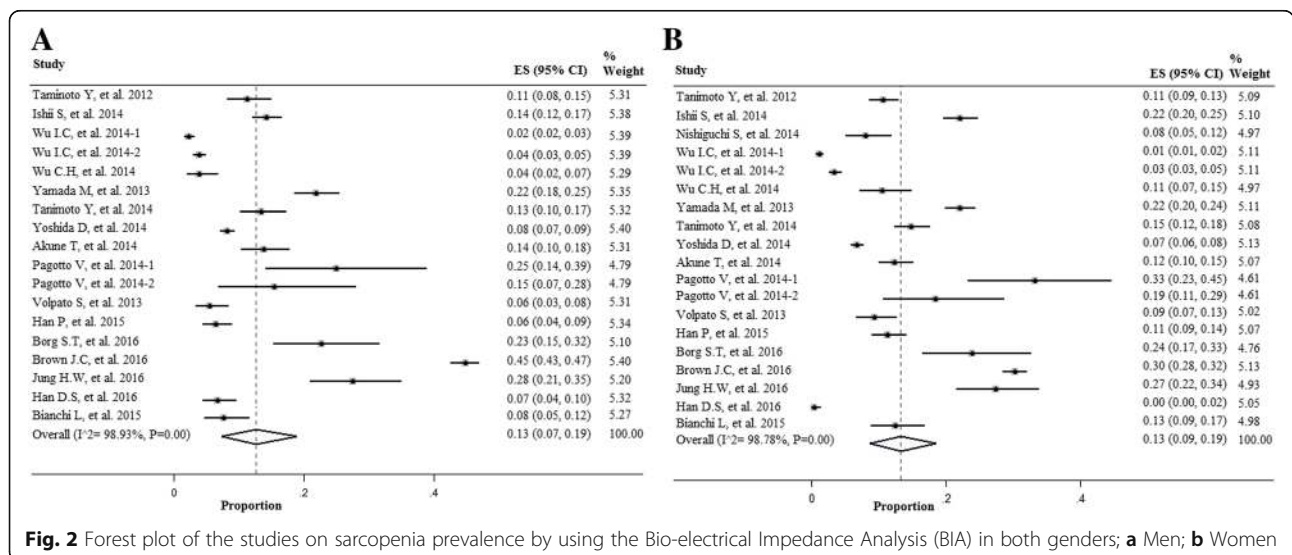 A
Study
ES (95% CI)
%
Weight
Taminoto Y, et al. 2012 0.11 (0.08, 0.15) 5.31
Ishii S, et al. 2014 0.14 (0.12, 0.17) 5.38
Wu I.C, et al. 2014-1 0.02 (0.02, 0.03) 5.39
Wu I.C, et al. 2014-2 0.04 (0.03, 0.05) 5.39
Wu C.H, et al. 2014 0.04 (0.02, 0.07) 5.29
Yamada M, et al. 2013 0.22 (0.18, 0.25) 5.35
Tanimoto Y, et al. 2014 0.13 (0.10, 0.17) 5.32
Yoshida D, et al. 2014 0.08 (0.07, 0.09) 5.40
Akune T, et al. 2014 0.14 (0.10, 0.18) 5.31
Pagotto V, et al. 2014-1 0.25 (0.14, 0.39) 4.79
Pagotto V, et al. 2014-2 0.15 (0.07, 0.28) 4.79
Volpato S, et al. 2013 0.06 (0.03, 0.08) 5.31
Han P, et al. 2015 0.06 (0.04, 0.09) 5.34
Borg S.T, et al. 2016 0.23 (0.15, 0.32) 5.10
Brown J.C, et al. 2016 0.45 (0.43, 0.47) 5.40
Jung H.W, et al. 2016 0.28 (0.21, 0.35) 5.20
Han D.S, et al. 2016 0.07 (0.04, 0.10) 5.32
Bianchi L, et al. 2015 0.08 (0.05, 0.12) 5.27
Overall (I^2= 98.93%, P=0.00) 0.13 (0.07, 0.19) 100.00
0 .2 .4
Proportion
B
Study
ES (95% CI)
%
Weight
Tanimoto Y, et al. 2012 0.11 (0.09, 0.13) 5.09
Ishii S, et al. 2014 0.22 (0.20, 0.25) 5.10
Nishiguchi S, et al. 2014 0.08 (0.05, 0.12) 4.97
Wu I.C, et al. 2014-1 0.01 (0.01, 0.02) 5.11
Wu I.C, et al. 2014-2 0.03 (0.03, 0.05) 5.11
Wu C.H, et al. 2014 0.11 (0.07, 0.15) 4.97
Yamada M, et al. 2013 0.22 (0.20, 0.24) 5.11
Tanimoto Y, et al. 2014 0.15 (0.12, 0.18) 5.08
Yoshida D, et al. 2014 0.07 (0.06, 0.08) 5.13
Akune T, et al. 2014 0.12 (0.10, 0.15) 5.07
Pagotto V, et al. 2014-1 0.33 (0.23, 0.45) 4.61
Pagotto V, et al. 2014-2 0.19 (0.11, 0.29) 4.61
Volpato S, et al. 2013 0.09 (0.07, 0.13) 5.02
Han P, et al. 2015 0.11 (0.09, 0.14) 5.07
Borg S.T, et al. 2016 0.24 (0.17, 0.33) 4.76
Brown J.C, et al. 2016 0.30 (0.28, 0.32) 5.13
Jung H.W, et al. 2016 0.27 (0.22, 0.34) 4.93
Han D.S, et al. 2016 0.00 (0.00, 0.02) 5.05
Bianchi L, et al. 2015 0.13 (0.09, 0.17) 4.98
Overall (I^2= 98.78%, P=0.00) 0.13 (0.09, 0.19) 100.00
0 .2 .4
Proportion
Fig. 2 Forest plot of the studies on sarcopenia prevalence by using the Bio-electrical Impedance Analysis (BIA) in both genders; a Men; b Women